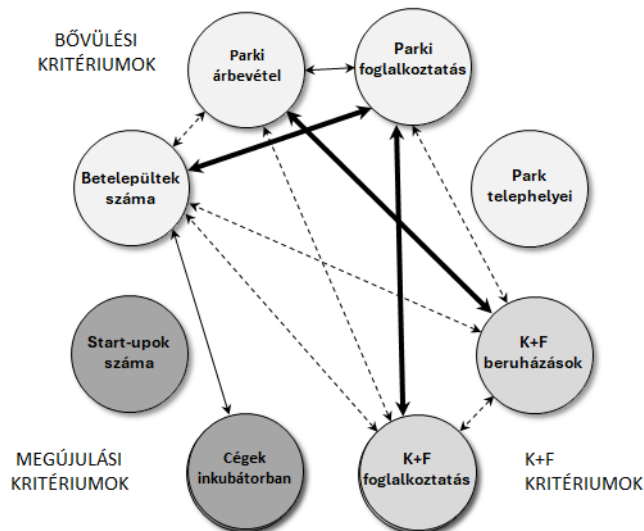 BŐVÜLÉSI
KRITÉRIUMOK
Parki
árbevétel
Parki
foglalkoztatás
Betelepültek
száma
Park
telephelyei
Start-upok
száma
K+F
beruházások
MEGÚJULÁSI
KRITÉRIUMOK
Cégek
inkubátorban
K+F
foglalkoztatás
K+F
KRITÉRIUMOK